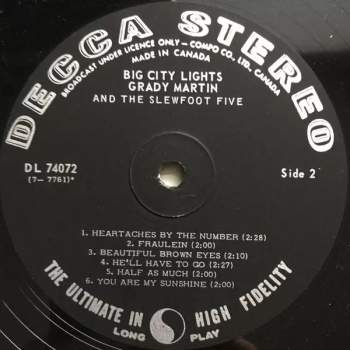 DECCA STEREO
BROADCAST UNDER LICENCE ONLY – COMPO CO., LTD., CANADA
MADE IN CANADA
BIG CITY LIGHTS
GRADY MARTIN
AND THE SLEWFOOT FIVE
DL 74072
(7– 7761)*
Side 2
1. HEARTACHES BY THE NUMBER (2:28)
2. FRAULEIN (2:00)
3. BEAUTIFUL BROWN EYES (2:10)
4. HE'LL HAVE TO GO (2:27)
5. HALF AS MUCH (2:00)
6. YOU ARE MY SUNSHINE (2:00)
THE ULTIMATE IN HIGH FIDELITY
LONG PLAY